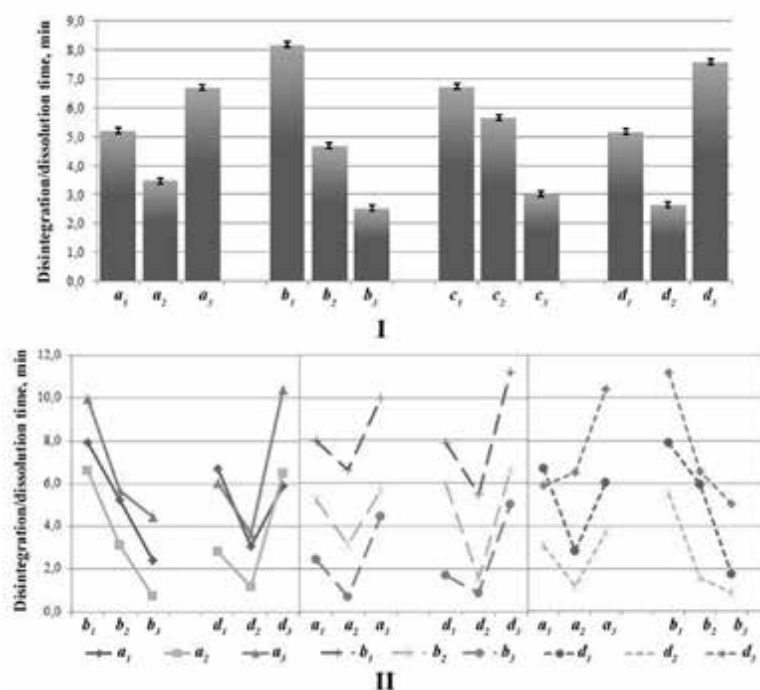 Disintegration/dissolution time, min
9,0
8,0
7,0
6,0
5,0
4,0
3,0
2,0
1,0
0,0
a₁ a₂ a₃ b₁ b₂ b₃ c₁ c₂ c₃ d₁ d₂ d₃
I
Disintegration/dissolution time, min
12,0
10,0
8,0
6,0
4,0
2,0
0,0
b₁ b₂ b₃ d₁ d₂ d₃ a₁ a₂ a₃ d₁ d₂ d₃ a₁ a₂ a₃ b₁ b₂ b₃
a₁ a₂ a₃ b₁ b₂ b₃ d₁ d₂ d₃
II